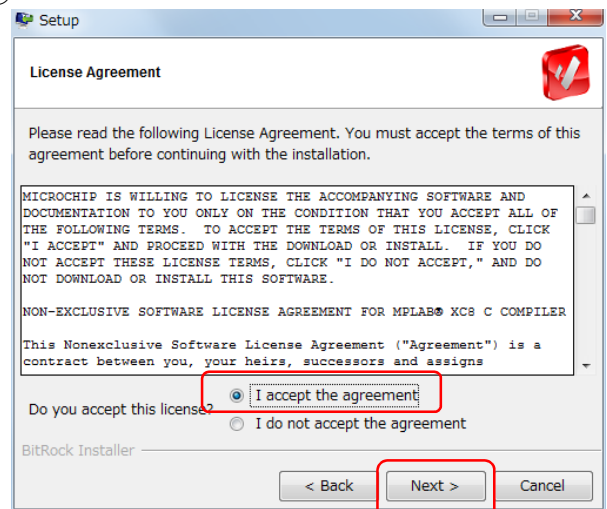 Setup
License Agreement
Please read the following License Agreement. You must accept the terms of this
agreement before continuing with the installation.
MICROCHIP IS WILLING TO LICENSE THE ACCOMPANYING SOFTWARE AND
DOCUMENTATION TO YOU ONLY ON THE CONDITION THAT YOU ACCEPT ALL OF
THE FOLLOWING TERMS.  TO ACCEPT THE TERMS OF THIS LICENSE, CLICK
"I ACCEPT" AND PROCEED WITH THE DOWNLOAD OR INSTALL.  IF YOU DO
NOT ACCEPT THESE LICENSE TERMS, CLICK "I DO NOT ACCEPT," AND DO
NOT DOWNLOAD OR INSTALL THIS SOFTWARE.
NON-EXCLUSIVE SOFTWARE LICENSE AGREEMENT FOR MPLAB® XC8 C COMPILER
This Nonexclusive Software License Agreement ("Agreement") is a
contract between you, your heirs, successors and assigns
Do you accept this license?
I accept the agreement
I do not accept the agreement
BitRock Installer
< Back Next > Cancel